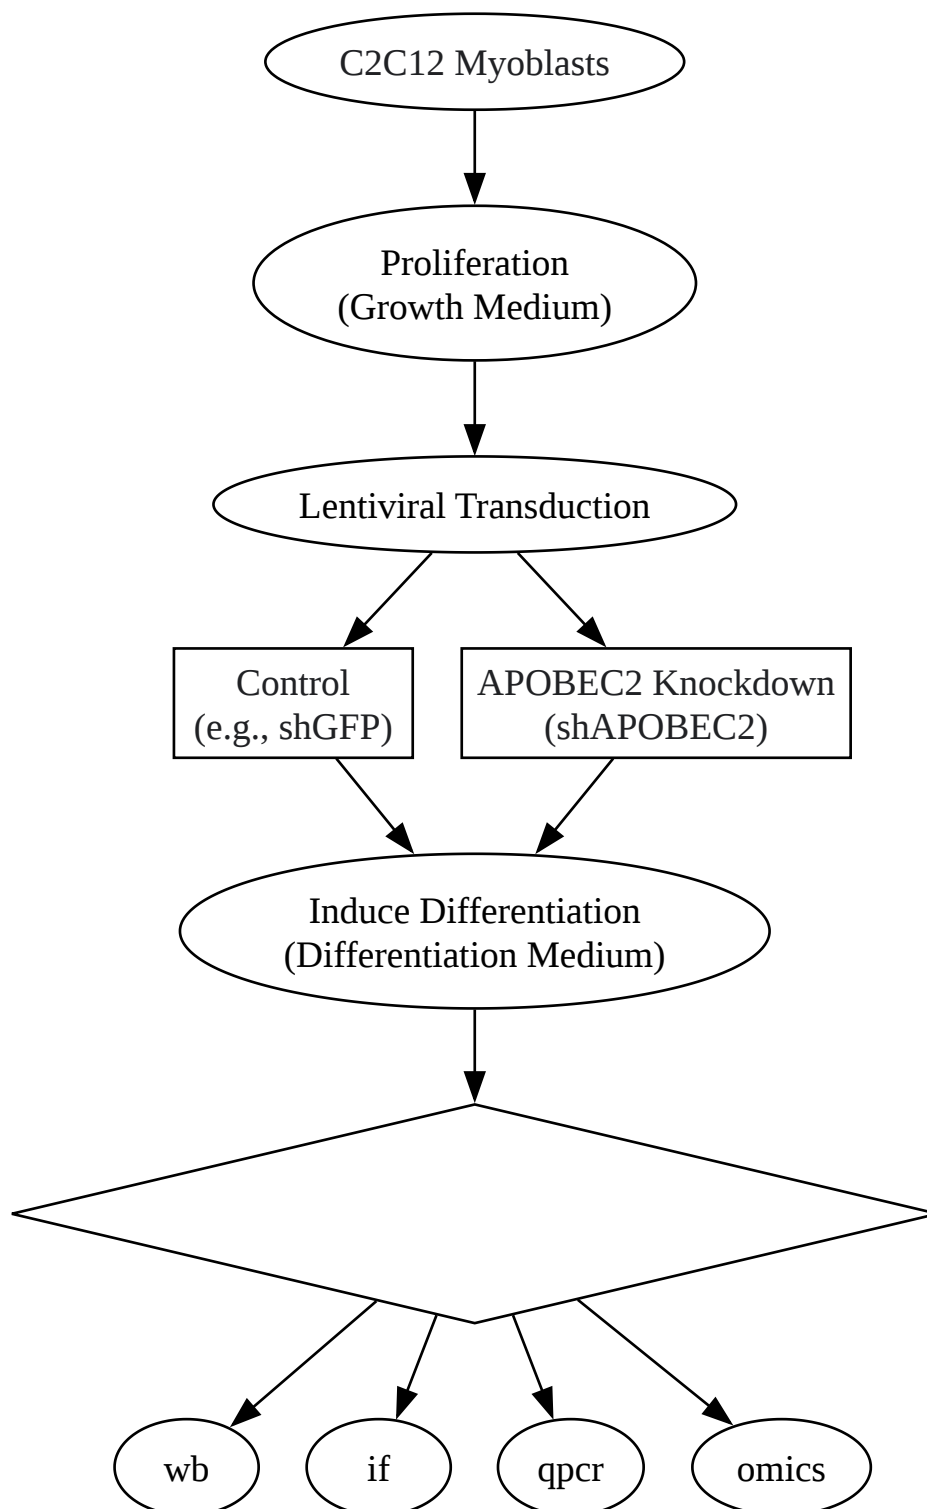 C2C12 Myoblasts
Proliferation
(Growth Medium)
Lentiviral Transduction
Control
(e.g., shGFP)
APOBEC2 Knockdown
(shAPOBEC2)
Induce Differentiation
(Differentiation Medium)
wb
if
qpcr
omics